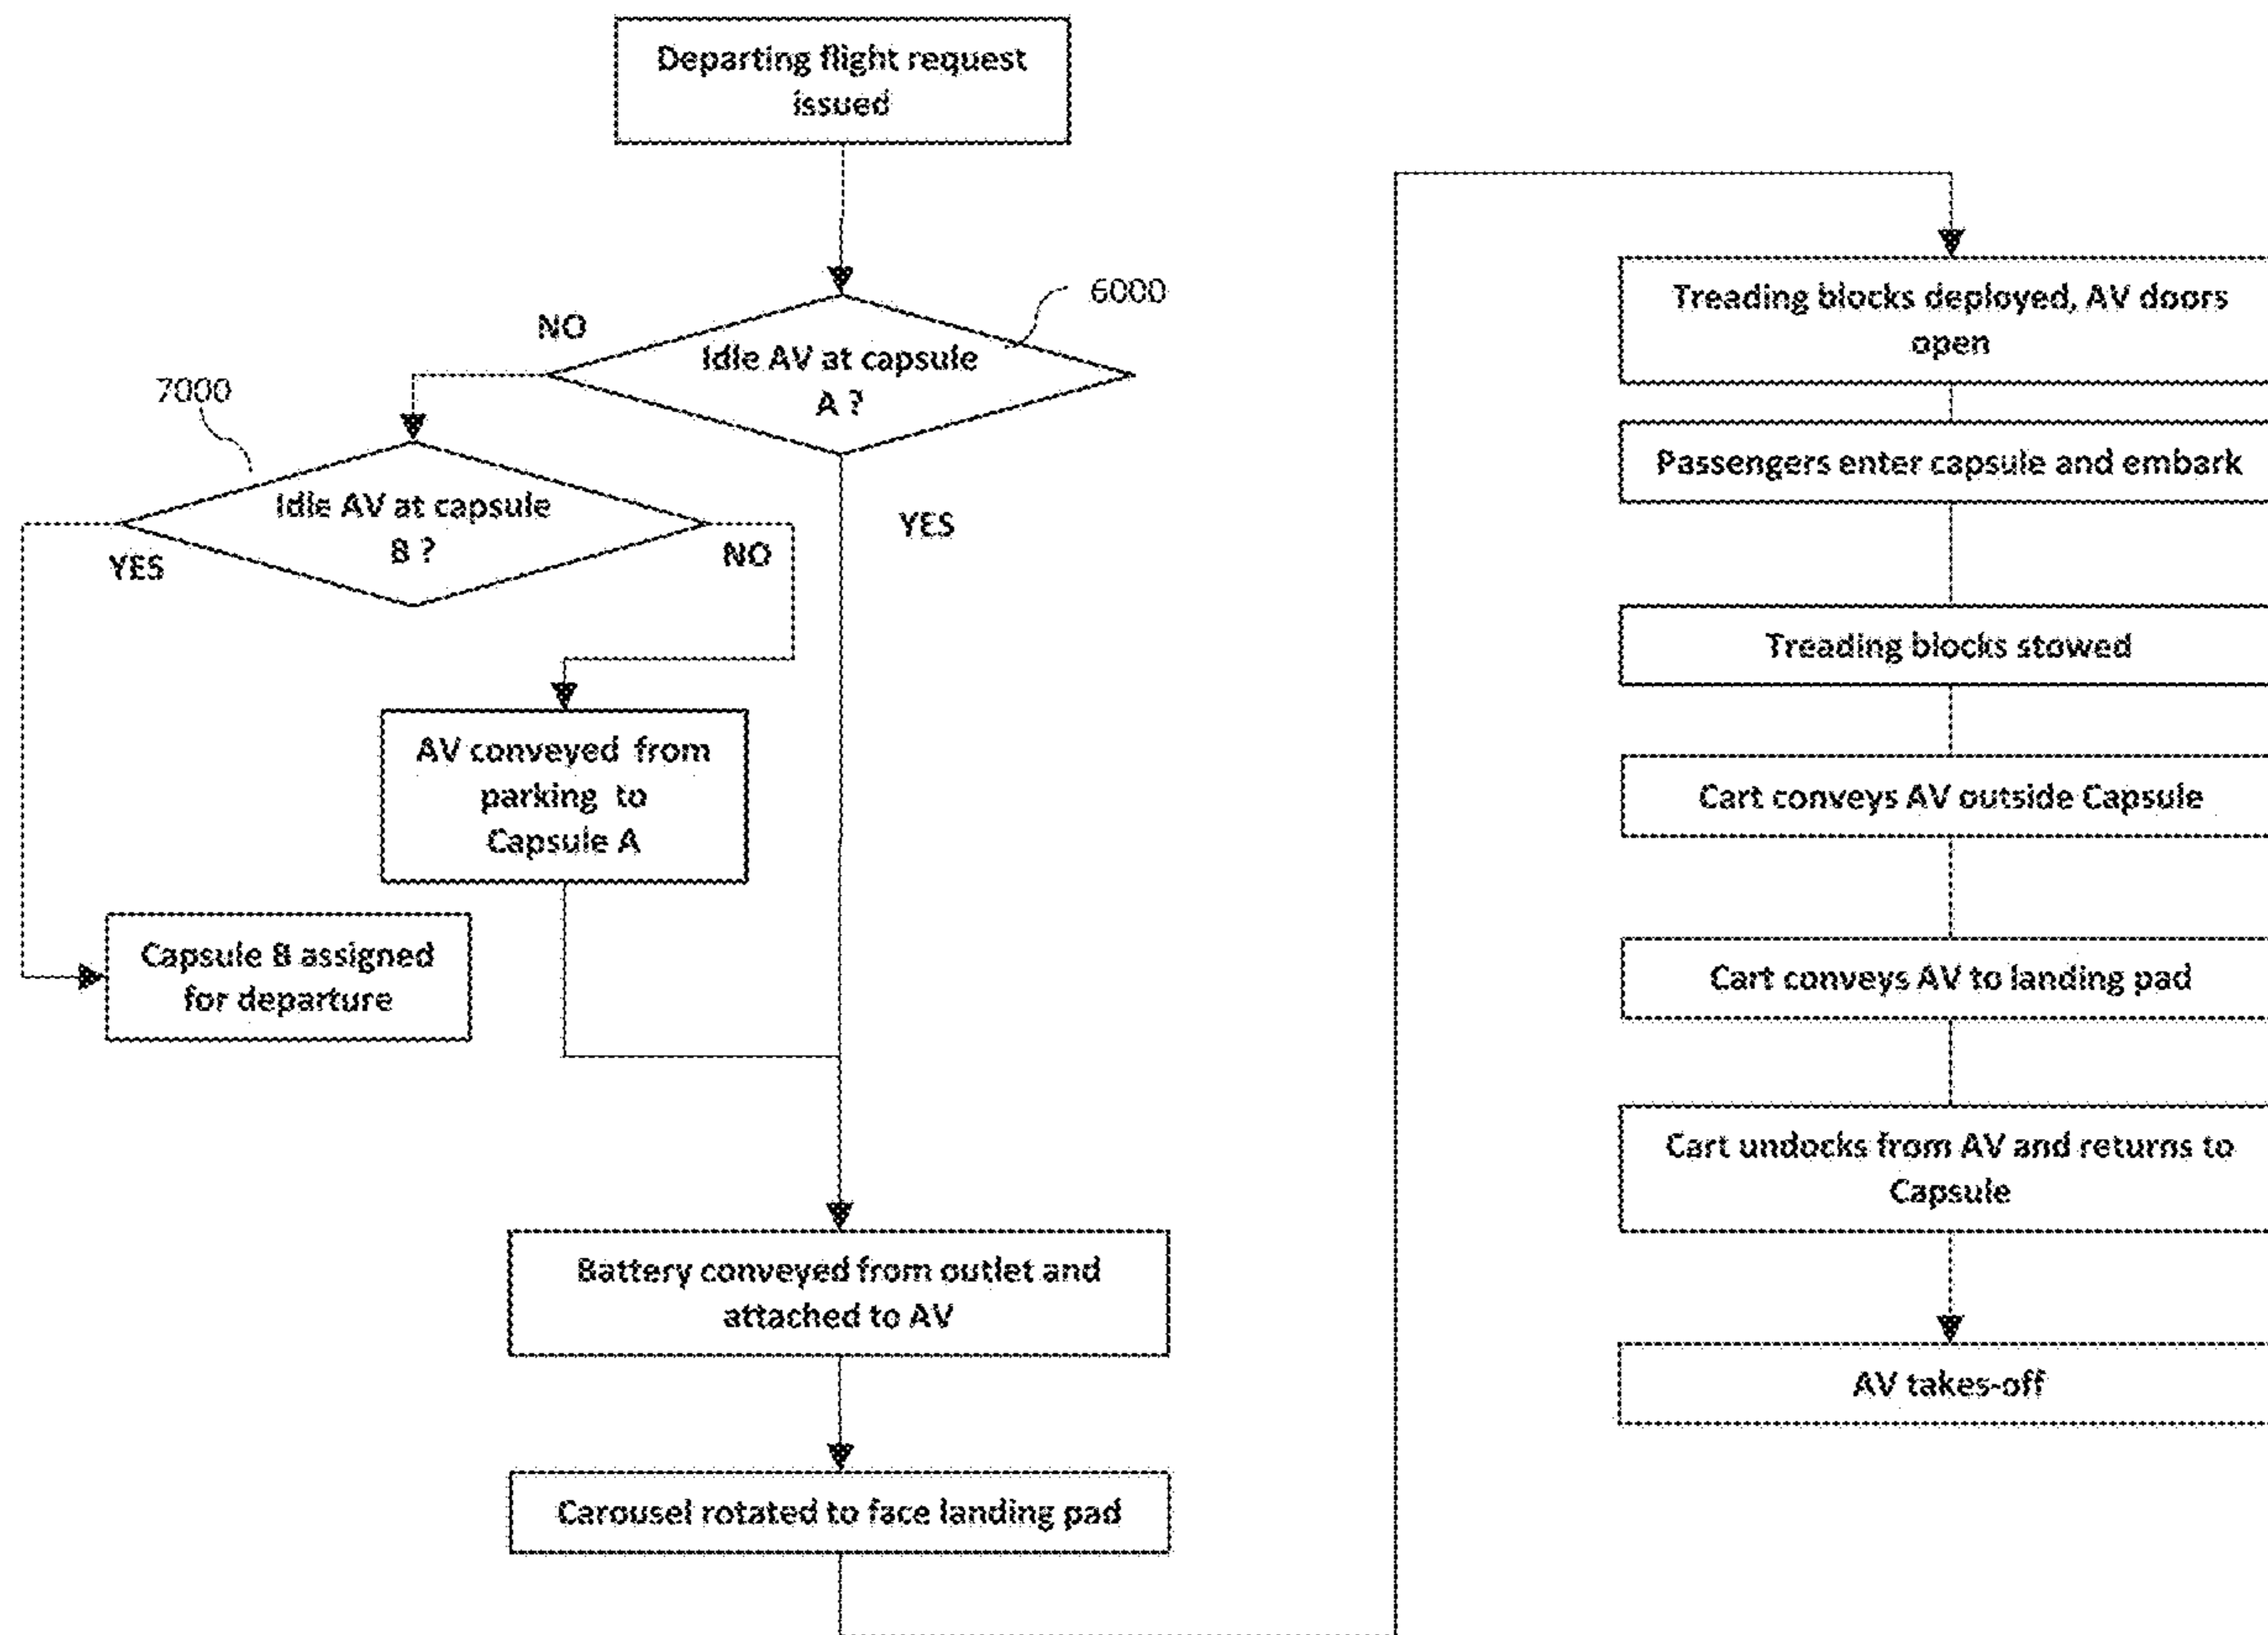 Departing flight request
issued
6000
NO
Idle AV at capsule
A ?
7000
YES
Idle AV at capsule
B ?
YES
NO
AV conveyed from
parking to
Capsule A
Capsule B assigned
for departure
Battery conveyed from outlet and
attached to AV
Carousel rotated to face landing pad
Treading blocks deployed, AV doors
open
Passengers enter capsule and embark
Treading blocks stowed
Cart conveys AV outside Capsule
Cart conveys AV to landing pad
Cart undocks from AV and returns to
Capsule
AV takes-off